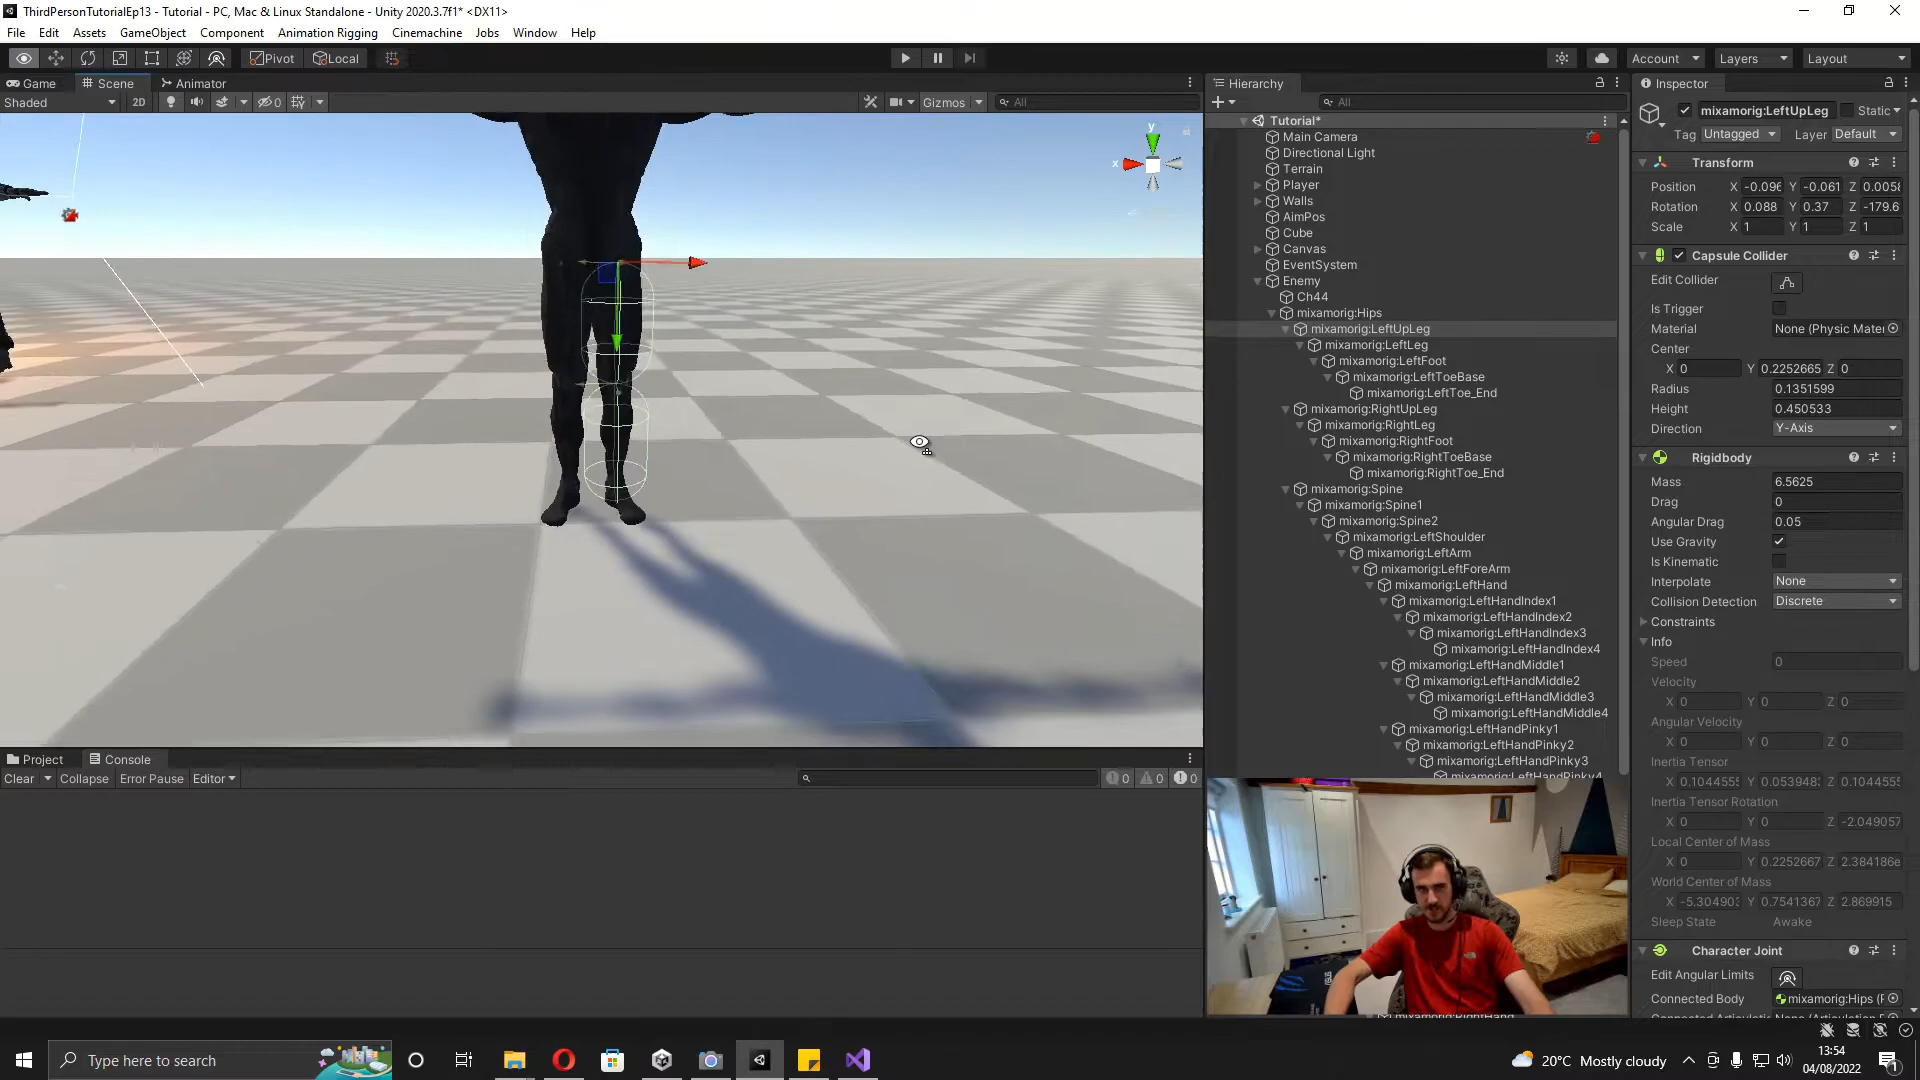 ThirdPersonTutorialEp13 - Tutorial - PC, Mac & Linux Standalone - Unity 2020.3.7f1* <DX11>
File Edit Assets GameObject Component Animation Rigging Cinemachine Jobs Window Help
Pivot Local Account Layers Layout
Game Scene Animator
Shaded 2D 0 Gizmos All
y
x
Hierarchy
All
Tutorial*
Main Camera
Directional Light
Terrain
Player
Walls
AimPos
Cube
Canvas
EventSystem
Enemy
Ch44
mixamorig:Hips
mixamorig:LeftUpLeg
mixamorig:LeftLeg
mixamorig:LeftFoot
mixamorig:LeftToeBase
mixamorig:LeftToe_End
mixamorig:RightUpLeg
mixamorig:RightLeg
mixamorig:RightFoot
mixamorig:RightToeBase
mixamorig:RightToe_End
mixamorig:Spine
mixamorig:Spine1
mixamorig:Spine2
mixamorig:LeftShoulder
mixamorig:LeftArm
mixamorig:LeftForeArm
mixamorig:LeftHand
mixamorig:LeftHandIndex1
mixamorig:LeftHandIndex2
mixamorig:LeftHandIndex3
mixamorig:LeftHandIndex4
mixamorig:LeftHandMiddle1
mixamorig:LeftHandMiddle2
mixamorig:LeftHandMiddle3
mixamorig:LeftHandMiddle4
mixamorig:LeftHandPinky1
mixamorig:LeftHandPinky2
mixamorig:LeftHandPinky3
mixamorig:LeftHandPinky4
Inspector
mixamorig:LeftUpLeg Static
Tag Untagged Layer Default
Transform
Position X -0.096 Y -0.061 Z 0.0058
Rotation X 0.088 Y 0.37 Z -179.6
Scale X 1 Y 1 Z 1
Capsule Collider
Edit Collider
Is Trigger
Material None (Physic Mater
Center
X 0 Y 0.2252665 Z 0
Radius 0.1351599
Height 0.450533
Direction Y-Axis
Rigidbody
Mass 6.5625
Drag 0
Angular Drag 0.05
Use Gravity
Is Kinematic
Interpolate None
Collision Detection Discrete
Constraints
Info
Speed 0
Velocity
X 0 Y 0 Z 0
Angular Velocity
X 0 Y 0 Z 0
Inertia Tensor
X 0.1044555 Y 0.0539483 Z 0.1044555
Inertia Tensor Rotation
X 0 Y 0 Z -2.049057
Local Center of Mass
X 0 Y 0.2252667 Z 2.384186e
World Center of Mass
X -5.304903 Y 0.7541367 Z 2.869915
Sleep State Awake
Character Joint
Edit Angular Limits
Connected Body mixamorig:Hips (F
Project Console
Clear Collapse Error Pause Editor 0 0 0
Type here to search
20°C Mostly cloudy
13:54
04/08/2022
1